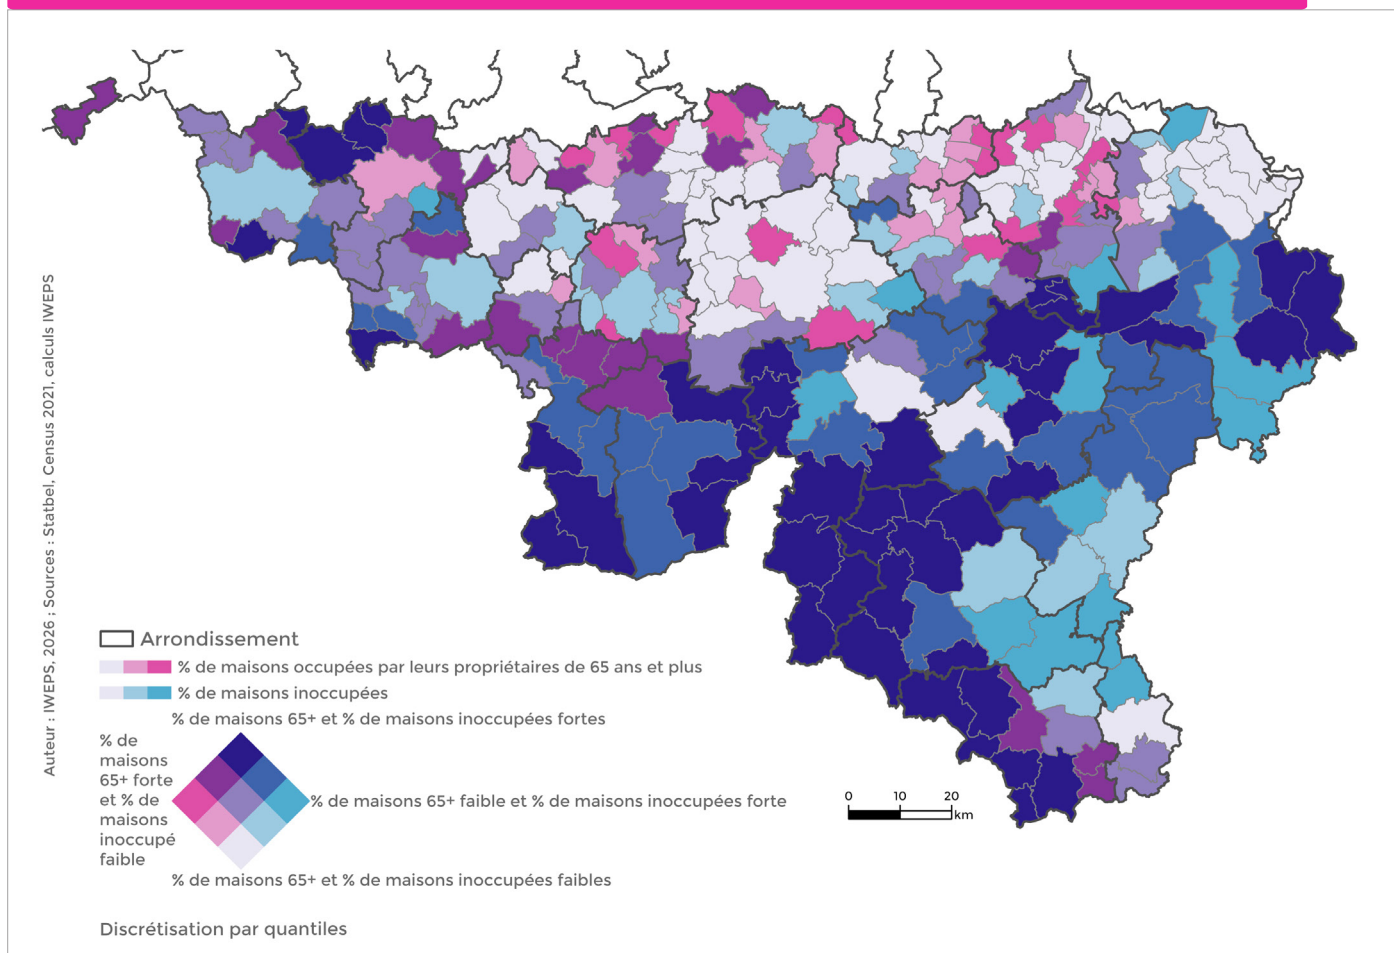 Auteur : IWEPS, 2026 ; Sources : Statbel, Census 2021, calculs IWEPS
Arrondissement
% de maisons occupées par leurs propriétaires de 65 ans et plus
% de maisons inoccupées
% de maisons 65+ et % de maisons inoccupées fortes
% de
maisons
65+ forte
et % de
maisons
inoccupé
faible
% de maisons 65+ faible et % de maisons inoccupées forte
% de maisons 65+ et % de maisons inoccupées faibles
0 10 20
km
Discrétisation par quantiles